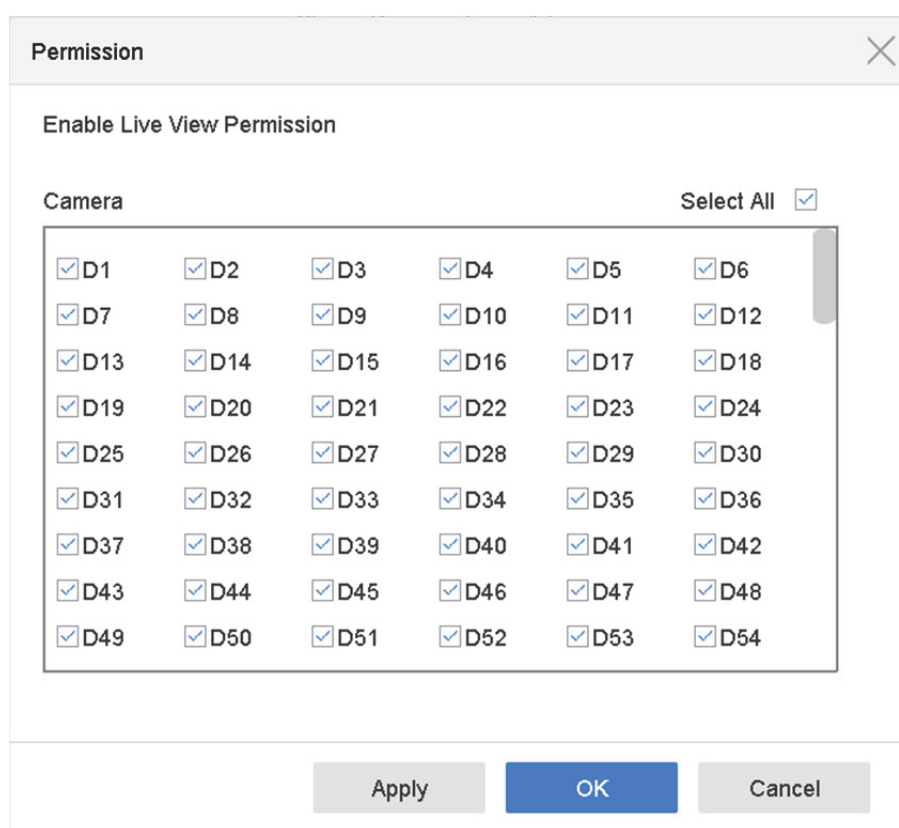 Permission
Enable Live View Permission
Camera Select All
D1 D2 D3 D4 D5 D6
D7 D8 D9 D10 D11 D12
D13 D14 D15 D16 D17 D18
D19 D20 D21 D22 D23 D24
D25 D26 D27 D28 D29 D30
D31 D32 D33 D34 D35 D36
D37 D38 D39 D40 D41 D42
D43 D44 D45 D46 D47 D48
D49 D50 D51 D52 D53 D54
Apply OK Cancel